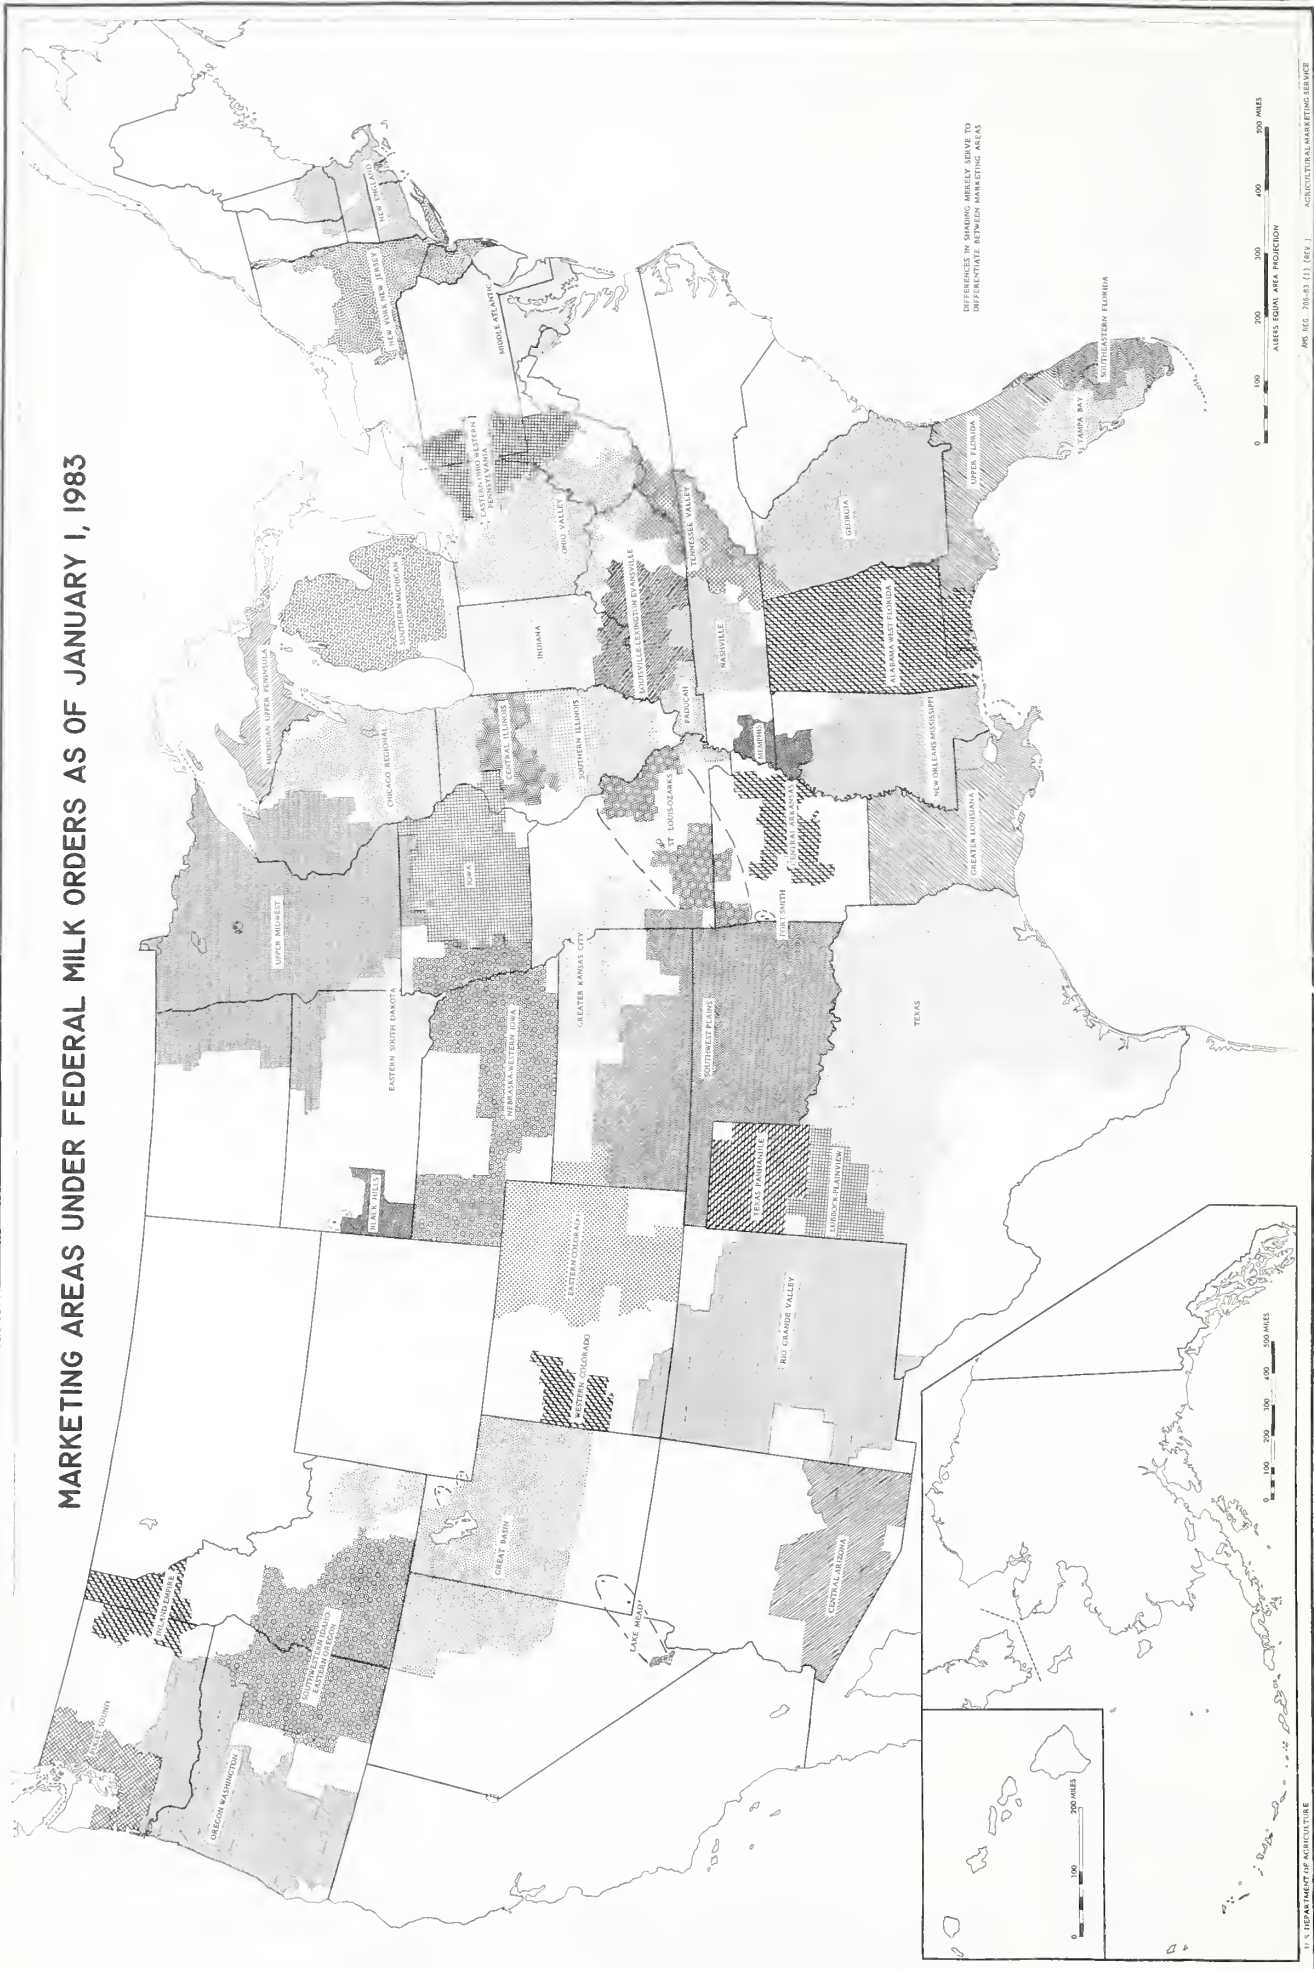 MARKETING AREAS UNDER FEDERAL MILK ORDERS AS OF JANUARY 1, 1983
PUGET SOUND
INLAND EMPIRE
OREGON WASHINGTON
SOUTHWESTERN IDAHO-
EASTERN OREGON
GREAT BASIN
LAKE MEAD
CENTRAL ARIZONA
WESTERN COLORADO
EASTERN COLORADO
RIO GRANDE VALLEY
BLACK HILLS
EASTERN SOUTH DAKOTA
NEBRASKA-WESTERN IOWA
GREATER KANSAS CITY
SOUTHWEST PLAINS
TEXAS PANHANDLE
LUBBOCK-PLAINVIEW
TEXAS
UPPER MIDWEST
IOWA
CHICAGO REGIONAL
MICHIGAN UPPER PENINSULA
SOUTHERN MICHIGAN
CENTRAL ILLINOIS
SOUTHERN ILLINOIS
ST LOUIS-OZARKS
FORT SMITH
CENTRAL ARKANSAS
MEMPHIS
GREATER LOUISIANA
NEW ORLEANS MISSISSIPPI
INDIANA
OHIO VALLEY
EASTERN OHIO WESTERN
PENNSYLVANIA
LOUISVILLE-LEXINGTON-EVANSVILLE
PADUCAH
NASHVILLE
TENNESSEE VALLEY
ALABAMA WEST FLORIDA
GEORGIA
UPPER FLORIDA
TAMPA BAY
SOUTHEASTERN FLORIDA
NEW YORK NEW JERSEY
NEW ENGLAND
MIDDLE ATLANTIC
DIFFERENCES IN SHADING MERELY SERVE TO
DIFFERENTIATE BETWEEN MARKETING AREAS
0 100 200 300 400 500 MILES
ALBERS EQUAL AREA PROJECTION
0 100 200 MILES
0 100 200 300 400 500 MILES
U S DEPARTMENT OF AGRICULTURE
AMS NEG. 706-83 (1) (REV.) AGRICULTURAL MARKETING SERVICE